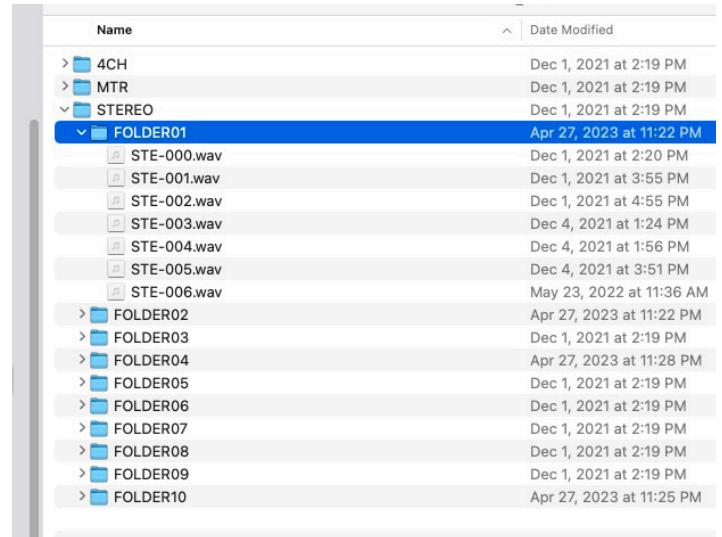 Name Date Modified
4CH Dec 1, 2021 at 2:19 PM
MTR Dec 1, 2021 at 2:19 PM
STEREO Dec 1, 2021 at 2:19 PM
FOLDER01 Apr 27, 2023 at 11:22 PM
STE-000.wav Dec 1, 2021 at 2:20 PM
STE-001.wav Dec 1, 2021 at 3:55 PM
STE-002.wav Dec 1, 2021 at 4:55 PM
STE-003.wav Dec 4, 2021 at 1:24 PM
STE-004.wav Dec 4, 2021 at 1:56 PM
STE-005.wav Dec 4, 2021 at 3:51 PM
STE-006.wav May 23, 2022 at 11:36 AM
FOLDER02 Apr 27, 2023 at 11:22 PM
FOLDER03 Dec 1, 2021 at 2:19 PM
FOLDER04 Apr 27, 2023 at 11:28 PM
FOLDER05 Dec 1, 2021 at 2:19 PM
FOLDER06 Dec 1, 2021 at 2:19 PM
FOLDER07 Dec 1, 2021 at 2:19 PM
FOLDER08 Dec 1, 2021 at 2:19 PM
FOLDER09 Dec 1, 2021 at 2:19 PM
FOLDER10 Apr 27, 2023 at 11:25 PM